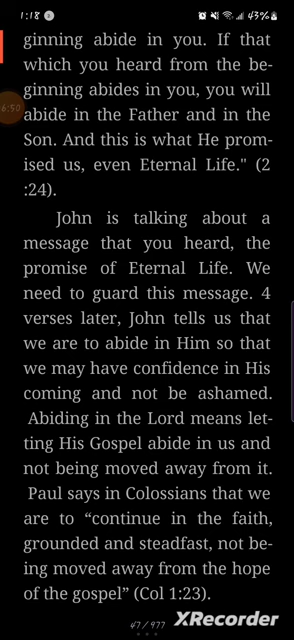 1:18 2 43%
ginning abide in you. If that
which you heard from the be-
ginning abides in you, you will
6:50
abide in the Father and in the
Son. And this is what He prom-
ised us, even Eternal Life." (2
:24).
John is talking about a
message that you heard, the
promise of Eternal Life. We
need to guard this message. 4
verses later, John tells us that
we are to abide in Him so that
we may have confidence in His
coming and not be ashamed.
Abiding in the Lord means let-
ting His Gospel abide in us and
not being moved away from it.
Paul says in Colossians that we
are to “continue in the faith,
grounded and steadfast, not be-
ing moved away from the hope
of the gospel” (Col 1:23).
47/977 XRecorder